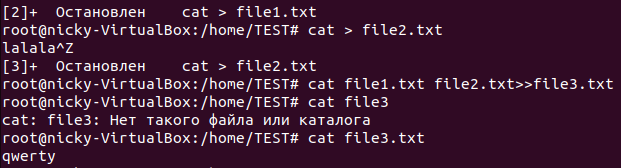 [2]+  Остановлен    cat > file1.txt
root@nicky-VirtualBox:/home/TEST# cat > file2.txt
lalala^Z
[3]+  Остановлен    cat > file2.txt
root@nicky-VirtualBox:/home/TEST# cat file1.txt file2.txt>>file3.txt
root@nicky-VirtualBox:/home/TEST# cat file3
cat: file3: Нет такого файла или каталога
root@nicky-VirtualBox:/home/TEST# cat file3.txt
qwerty